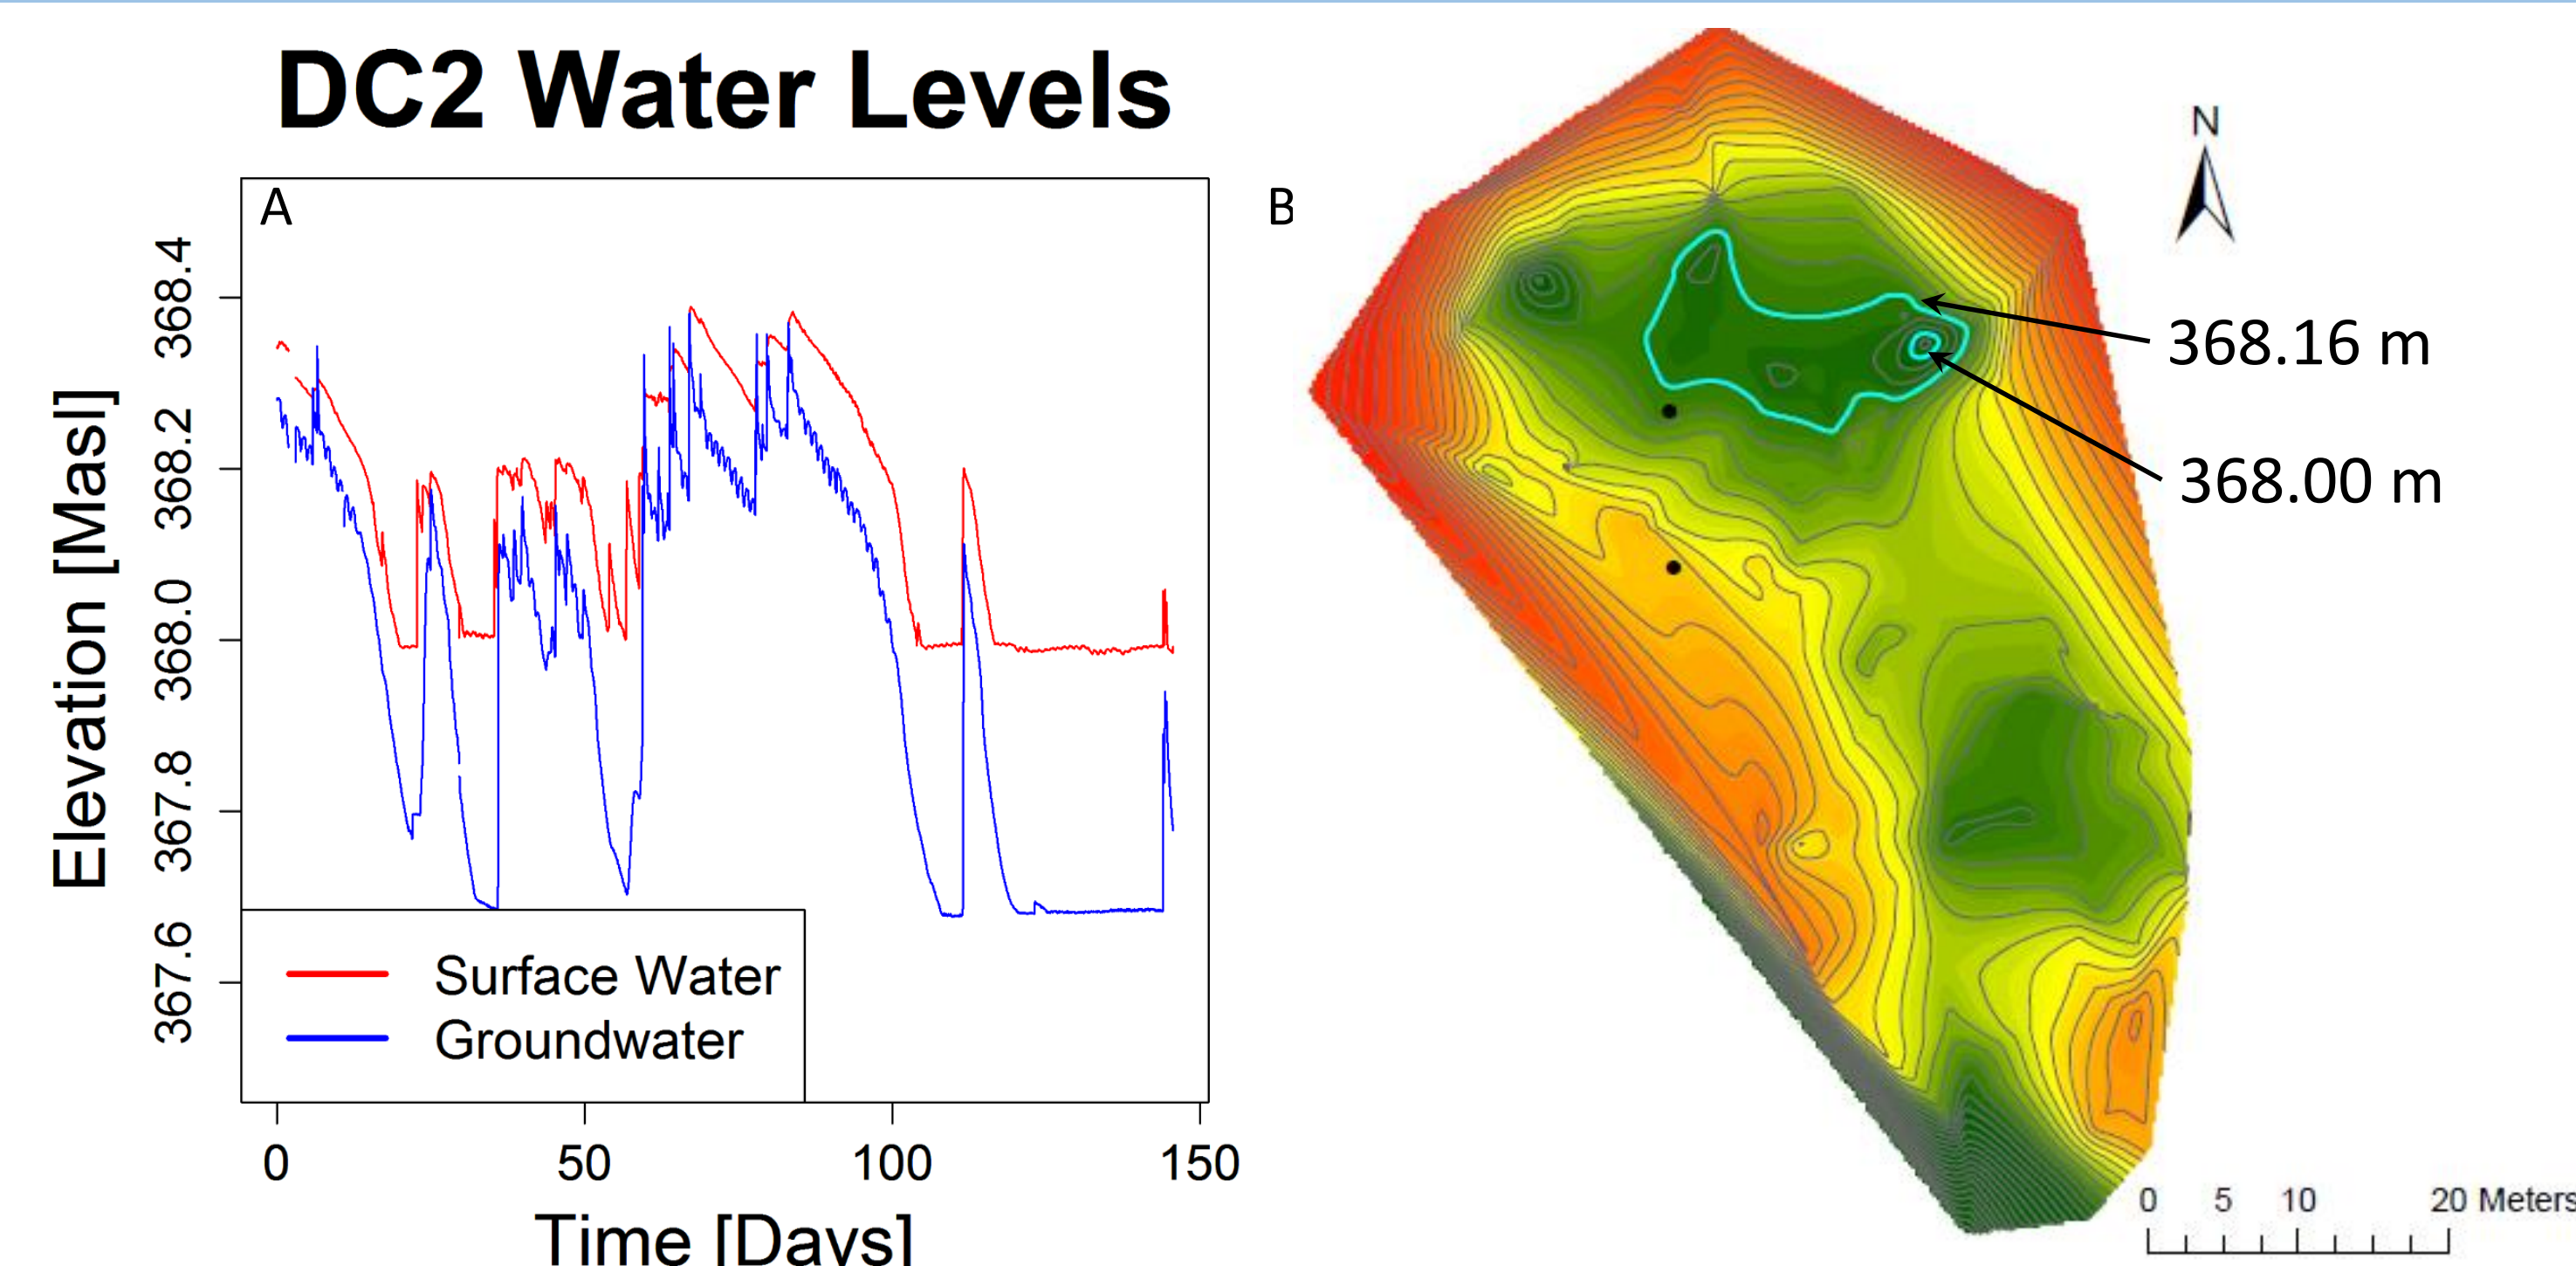 DC2 Water Levels
A
Elevation [Masl]
368.4
368.2
368.0
367.8
367.6
Surface Water
Groundwater
0
50
100
150
Time [Days]
B
N
368.16 m
368.00 m
0 5 10 20 Meters